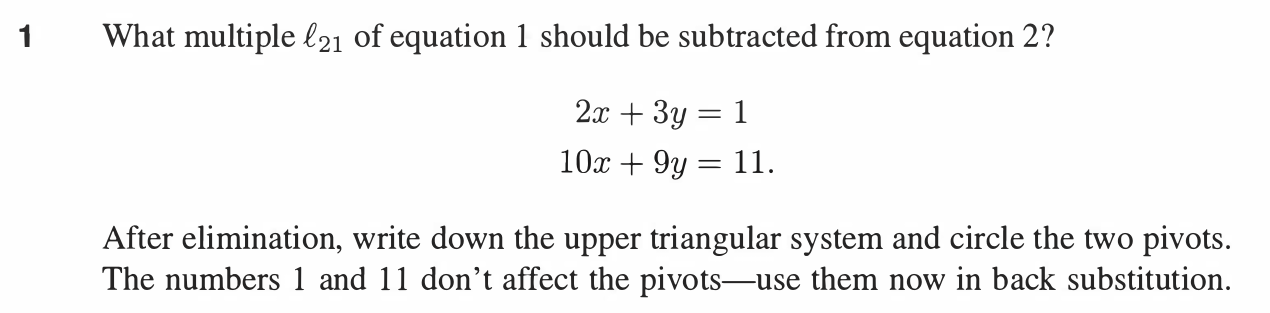 1 What multiple ℓ₂₁ of equation 1 should be subtracted from equation 2?
2x + 3y = 1
10x + 9y = 11.
After elimination, write down the upper triangular system and circle the two pivots.
The numbers 1 and 11 don’t affect the pivots—use them now in back substitution.